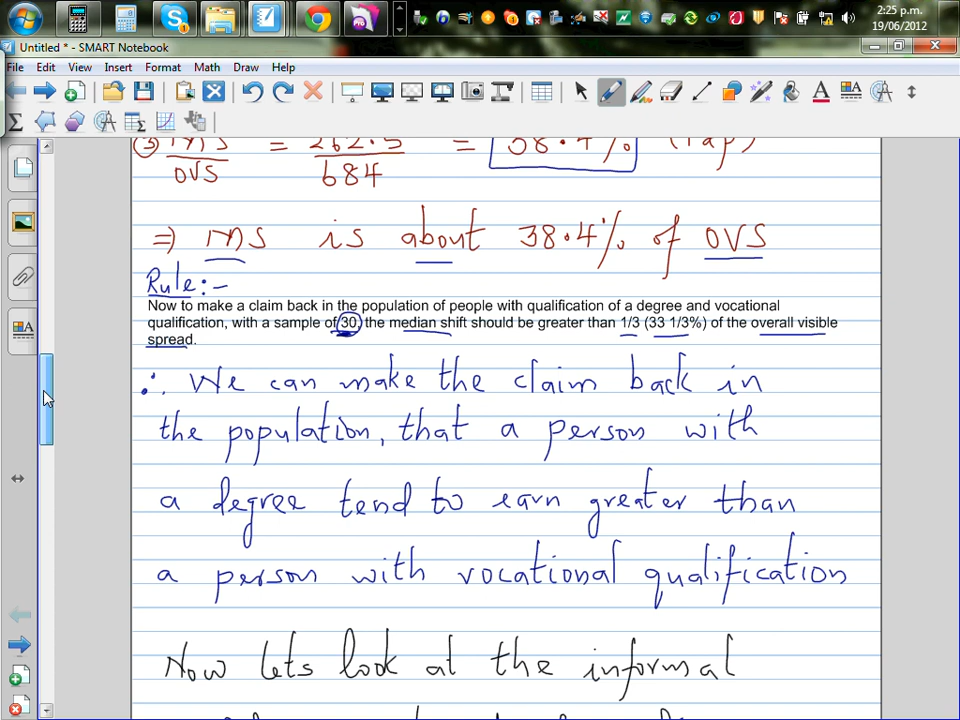 2:25 p.m.
19/06/2012
Untitled * - SMART Notebook
File Edit View Insert Format Math Draw Help
③ ms/OVS = 262.5/684 = 38.4% (1dp)
⇒ ms is about 38.4% of OVS
Rule:-
Now to make a claim back in the population of people with qualification of a degree and vocational
qualification, with a sample of 30, the median shift should be greater than 1/3 (33 1/3%) of the overall visible
spread.
∴ We can make the claim back in
the population, that a person with
a degree tend to earn greater than
a person with vocational qualification
Now lets look at the informal